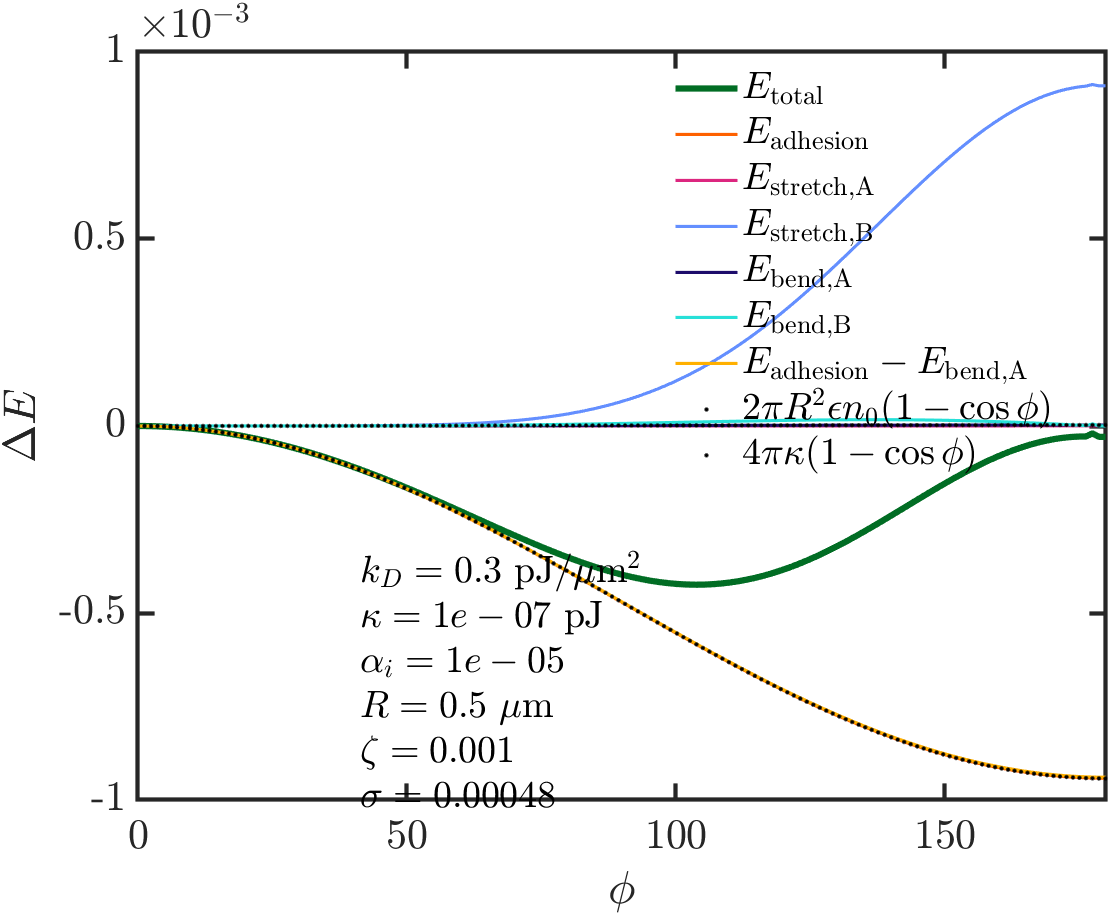 ×10⁻³
1
0.5
0
-0.5
-1
ΔE
E_total
E_adhesion
E_stretch,A
E_stretch,B
E_bend,A
E_bend,B
E_adhesion − E_bend,A
· 2πR²ϵn₀(1 − cos ϕ)
· 4πκ(1 − cos ϕ)
k_D = 0.3 pJ/μm²
κ = 1e − 07 pJ
α_i = 1e − 05
R = 0.5 μm
ζ = 0.001
σ = 0.00048
0 50 100 150
ϕ